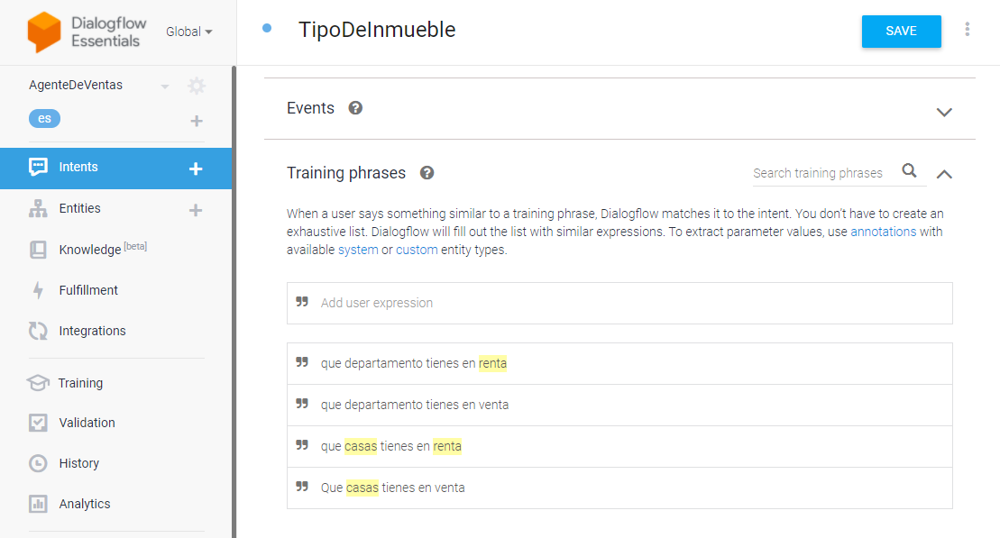 Dialogflow
Essentials
Global
AgenteDeVentas
es
Intents
Entities
Knowledge [beta]
Fulfillment
Integrations
Training
Validation
History
Analytics
TipoDeInmueble
SAVE
Events
Training phrases
Search training phrases
When a user says something similar to a training phrase, Dialogflow matches it to the intent. You don't have to create an
exhaustive list. Dialogflow will fill out the list with similar expressions. To extract parameter values, use annotations with
available system or custom entity types.
Add user expression
que departamento tienes en renta
que departamento tienes en venta
que casas tienes en renta
Que casas tienes en venta